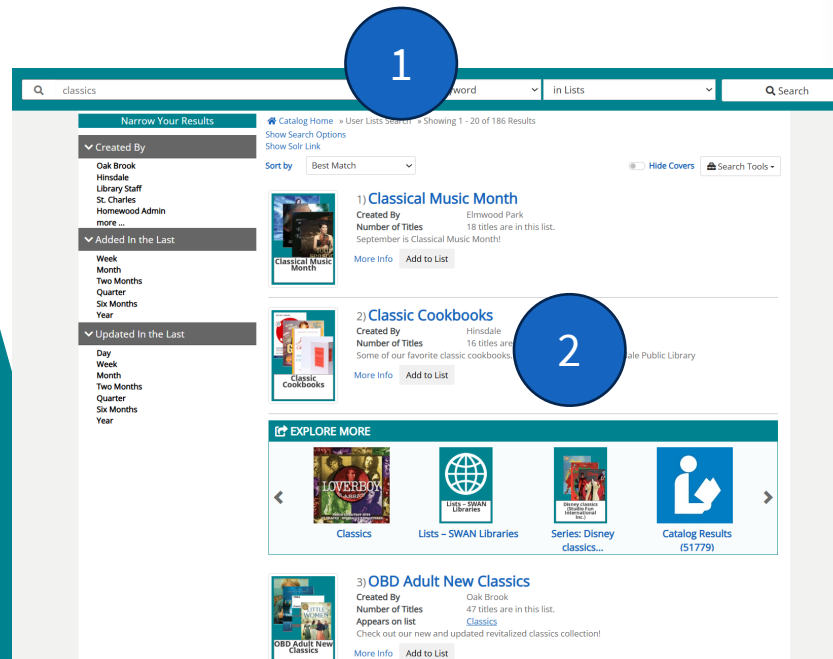 1
classics
in Lists
Search
Narrow Your Results
Catalog Home » User Lists Search » Showing 1 - 20 of 186 Results
Show Search Options
Show Solr Link
Created By
Sort by Best Match
Hide Covers
Search Tools
Oak Brook
Hinsdale
Library Staff
St. Charles
Homewood Admin
more ...
Added In the Last
Week
Month
Two Months
Quarter
Six Months
Year
Updated In the Last
Day
Week
Month
Two Months
Quarter
Six Months
Year
Classical Music
Month
1) Classical Music Month
Created By Elmwood Park
Number of Titles 18 titles are in this list.
September is Classical Music Month!
More Info Add to List
Classic
Cookbooks
2) Classic Cookbooks
Created By Hinsdale
Number of Titles 16 titles are
Some of our favorite classic cookbooks. Public Library
More Info Add to List
2
EXPLORE MORE
LOVERBOY
CLASSICS
Classics
Lists – SWAN
Libraries
Lists – SWAN Libraries
Disney classics
(Studio Fun
International
Inc.)
Series: Disney
classics...
Catalog Results
(51779)
LITTLE
WOMEN
OBD Adult New
Classics
3) OBD Adult New Classics
Created By Oak Brook
Number of Titles 47 titles are in this list.
Appears on list Classics
Check out our new and updated revitalized classics collection!
More Info Add to List